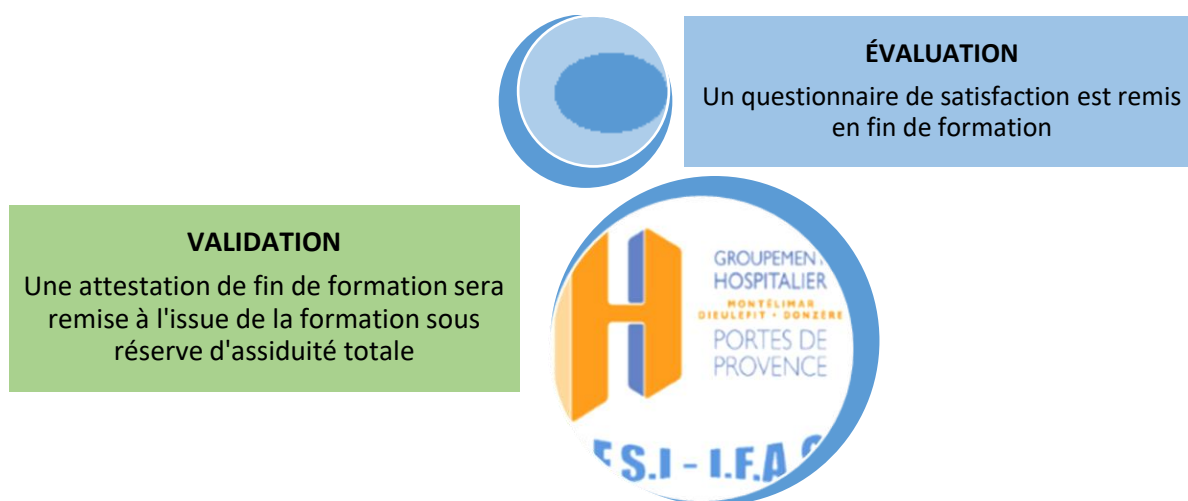 ÉVALUATION
Un questionnaire de satisfaction est remis
en fin de formation
VALIDATION
Une attestation de fin de formation sera
remise à l'issue de la formation sous
réserve d'assiduité totale
GROUPEMEN
HOSPITALIER
MONTÉLIMAR
DIEULEFIT • DONZÈRE
PORTES DE
PROVENCE
S.I - I.F.A